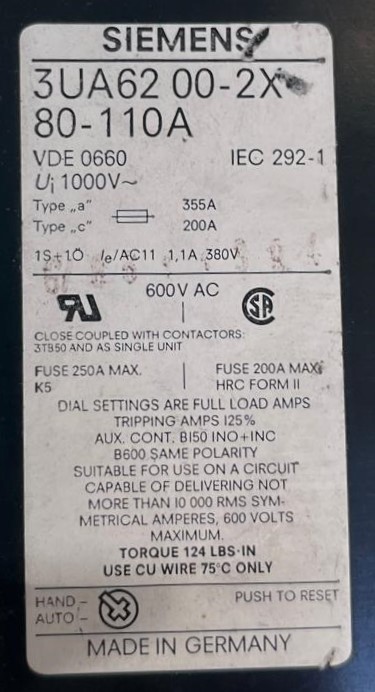 SIEMENS
3UA62 00-2X
80-110A
VDE 0660 IEC 292-1
Ui 1000V~
Type „a" 355A
Type „c" 200A
1S+1Ö Ie/AC11 1,1A 380V
600V AC
CLOSE COUPLED WITH CONTACTORS:
3TB50 AND AS SINGLE UNIT
FUSE 250A MAX. FUSE 200A MAX.
K5 HRC FORM II
DIAL SETTINGS ARE FULL LOAD AMPS
TRIPPING AMPS 125%
AUX. CONT. B150 INO+INC
B600 SAME POLARITY
SUITABLE FOR USE ON A CIRCUIT
CAPABLE OF DELIVERING NOT
MORE THAN 10 000 RMS SYM-
METRICAL AMPERES, 600 VOLTS
MAXIMUM.
TORQUE 124 LBS·IN
USE CU WIRE 75°C ONLY
HAND – PUSH TO RESET
AUTO –
MADE IN GERMANY